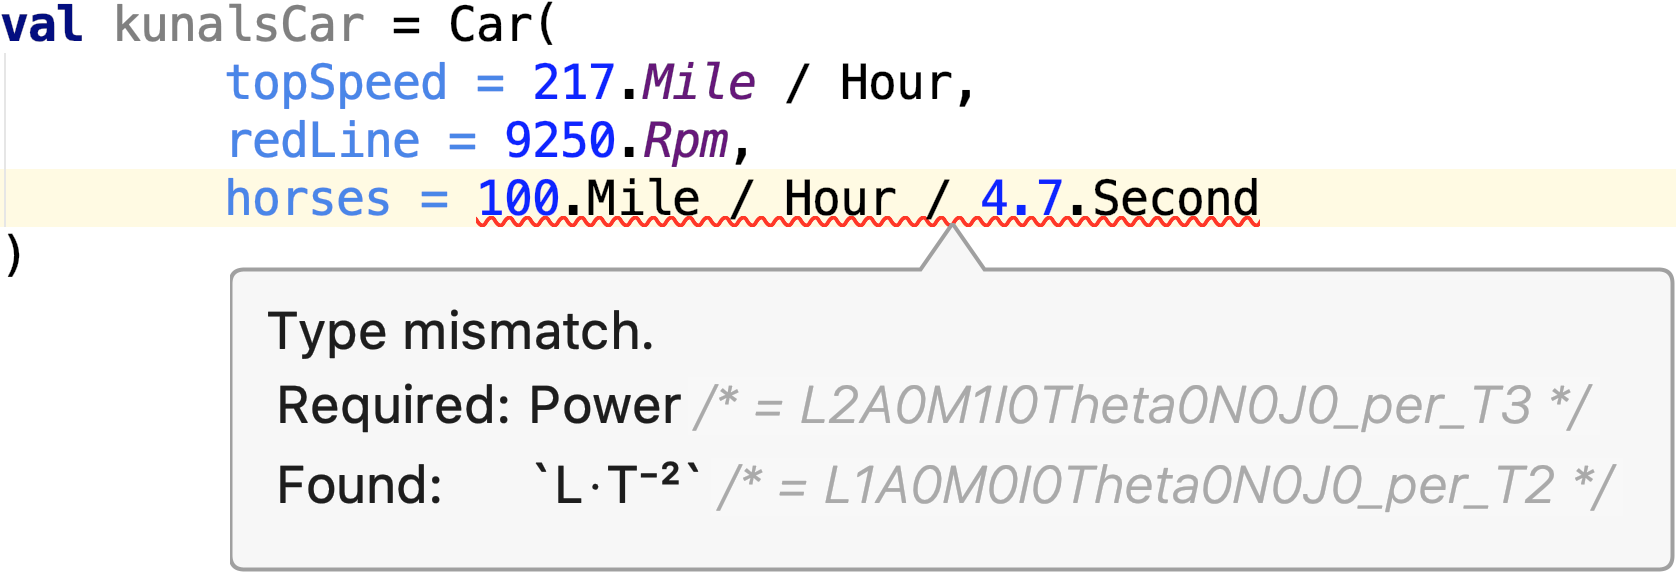 val kunalsCar = Car(
topSpeed = 217.Mile / Hour,
redLine = 9250.Rpm,
horses = 100.Mile / Hour / 4.7.Second
)
Type mismatch.
Required: Power /* = L2A0M1I0Theta0N0J0_per_T3 */
Found: `L·T⁻²` /* = L1A0M0I0Theta0N0J0_per_T2 */